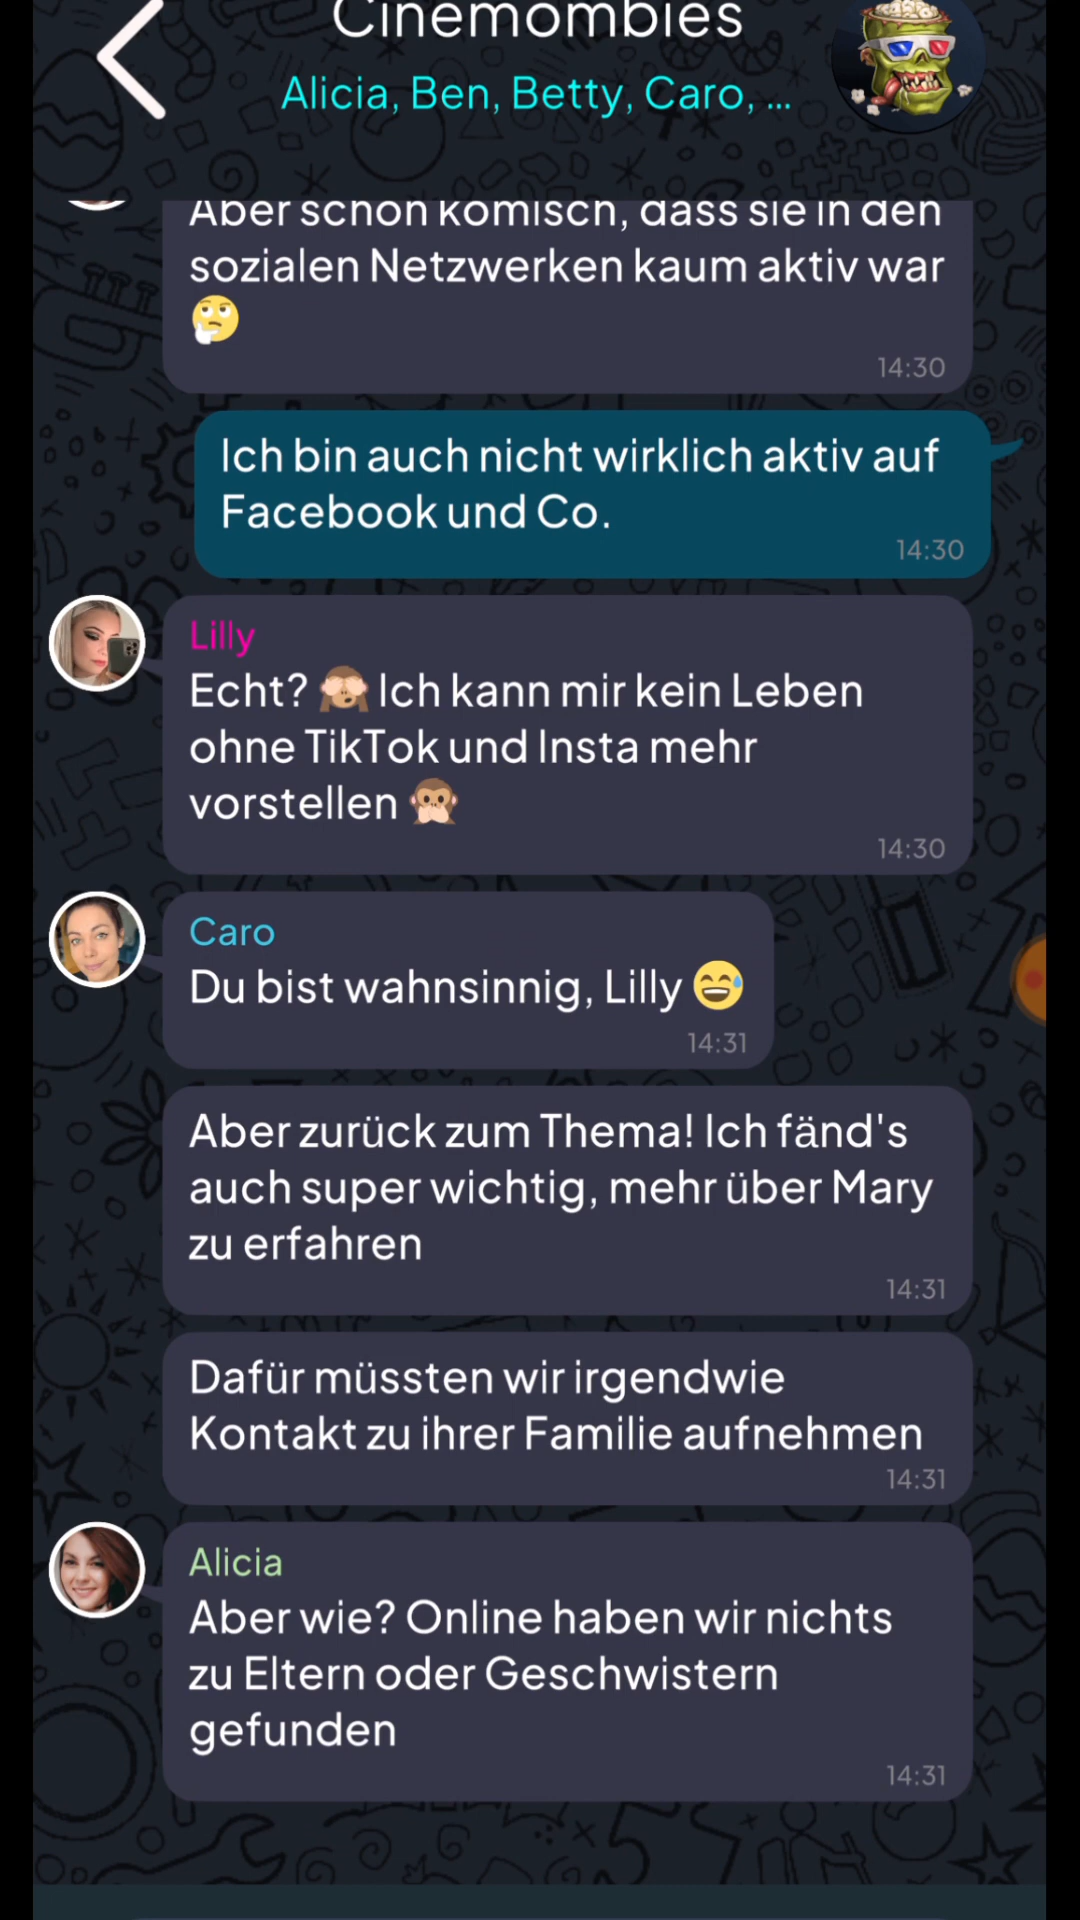 Cinemombies
Alicia, Ben, Betty, Caro, ...
Aber schon komisch, dass sie in den
sozialen Netzwerken kaum aktiv war
🤔
14:30
Ich bin auch nicht wirklich aktiv auf
Facebook und Co.
14:30
Lilly
Echt? 🙈 Ich kann mir kein Leben
ohne TikTok und Insta mehr
vorstellen 🙊
14:30
Caro
Du bist wahnsinnig, Lilly 😅
14:31
Aber zurück zum Thema! Ich fänd's
auch super wichtig, mehr über Mary
zu erfahren
14:31
Dafür müssten wir irgendwie
Kontakt zu ihrer Familie aufnehmen
14:31
Alicia
Aber wie? Online haben wir nichts
zu Eltern oder Geschwistern
gefunden
14:31